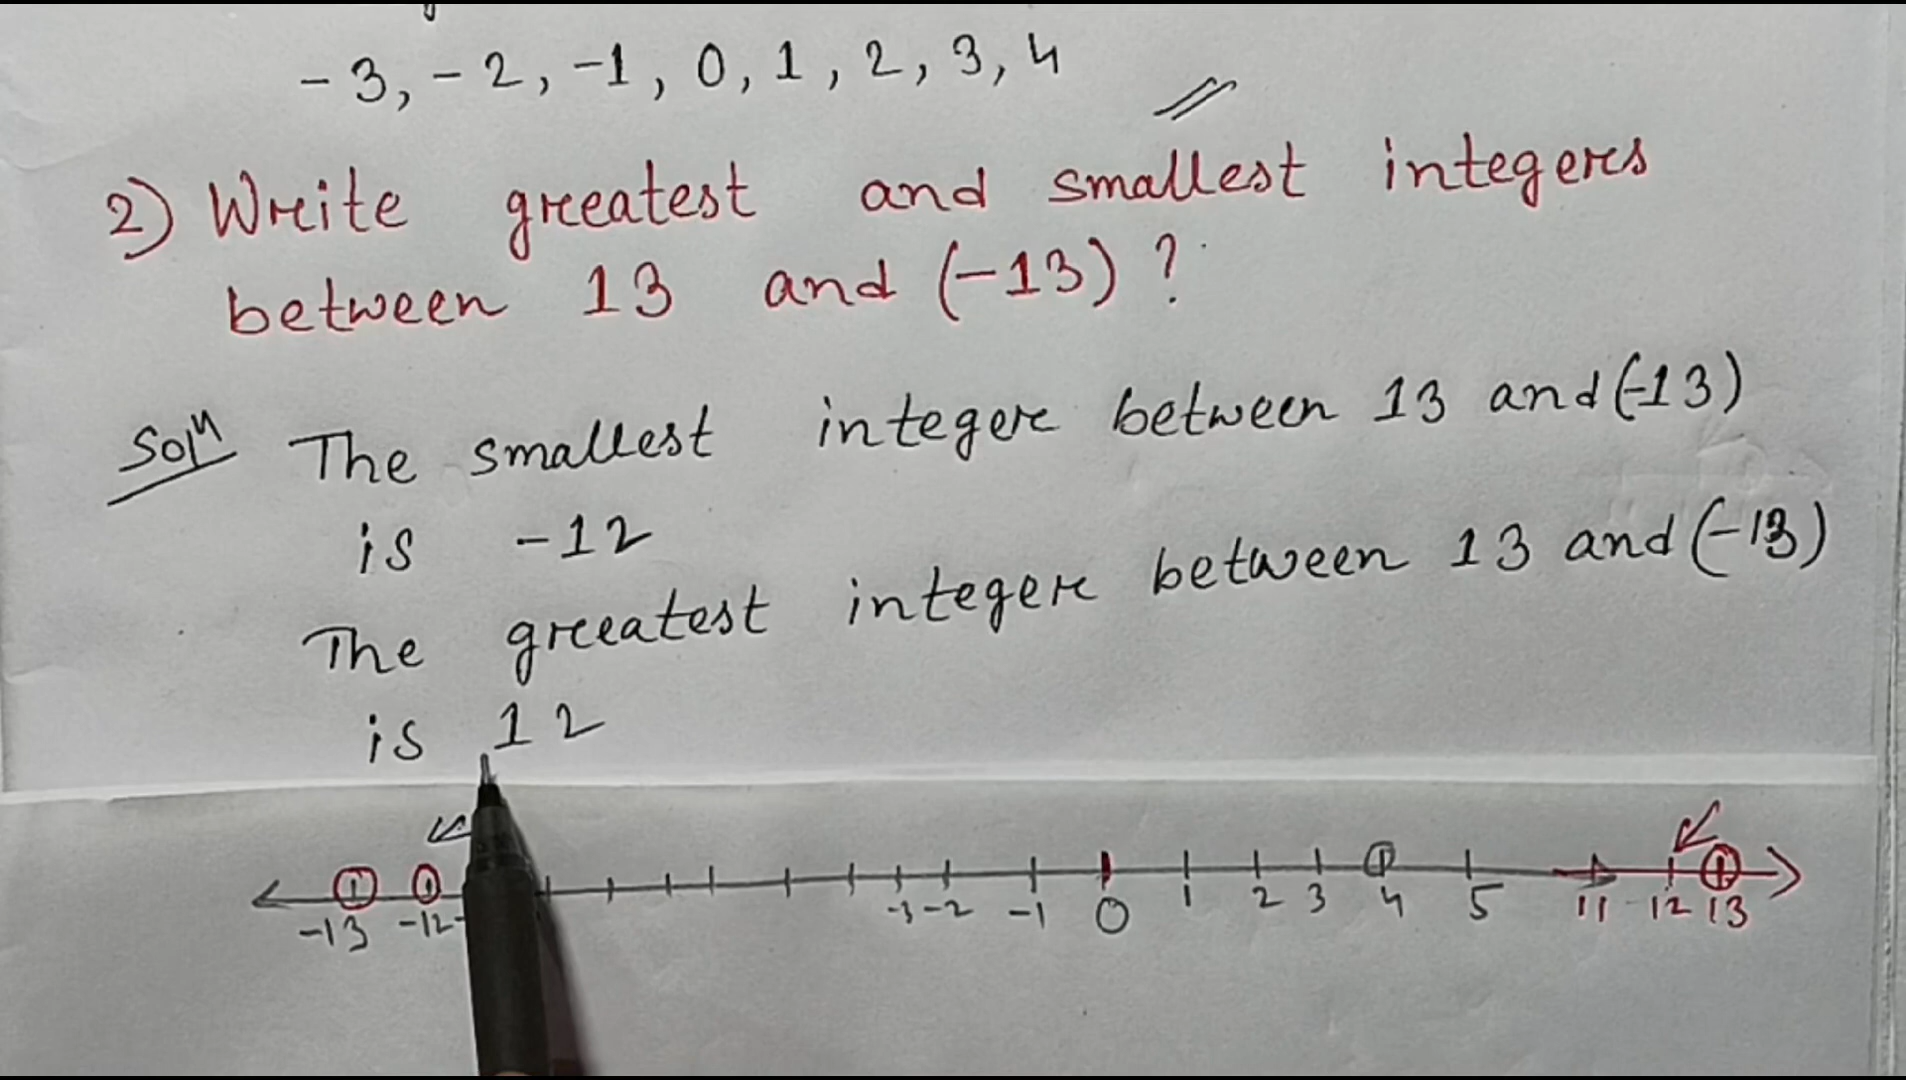 -3, -2, -1, 0, 1, 2, 3, 4
2) Write greatest and smallest integers
between 13 and (-13) ?
Soln The smallest integer between 13 and (-13)
is -12
The greatest integer between 13 and (-13)
is 12
-13 -12 -3 -2 -1 0 1 2 3 4 5 11 12 13